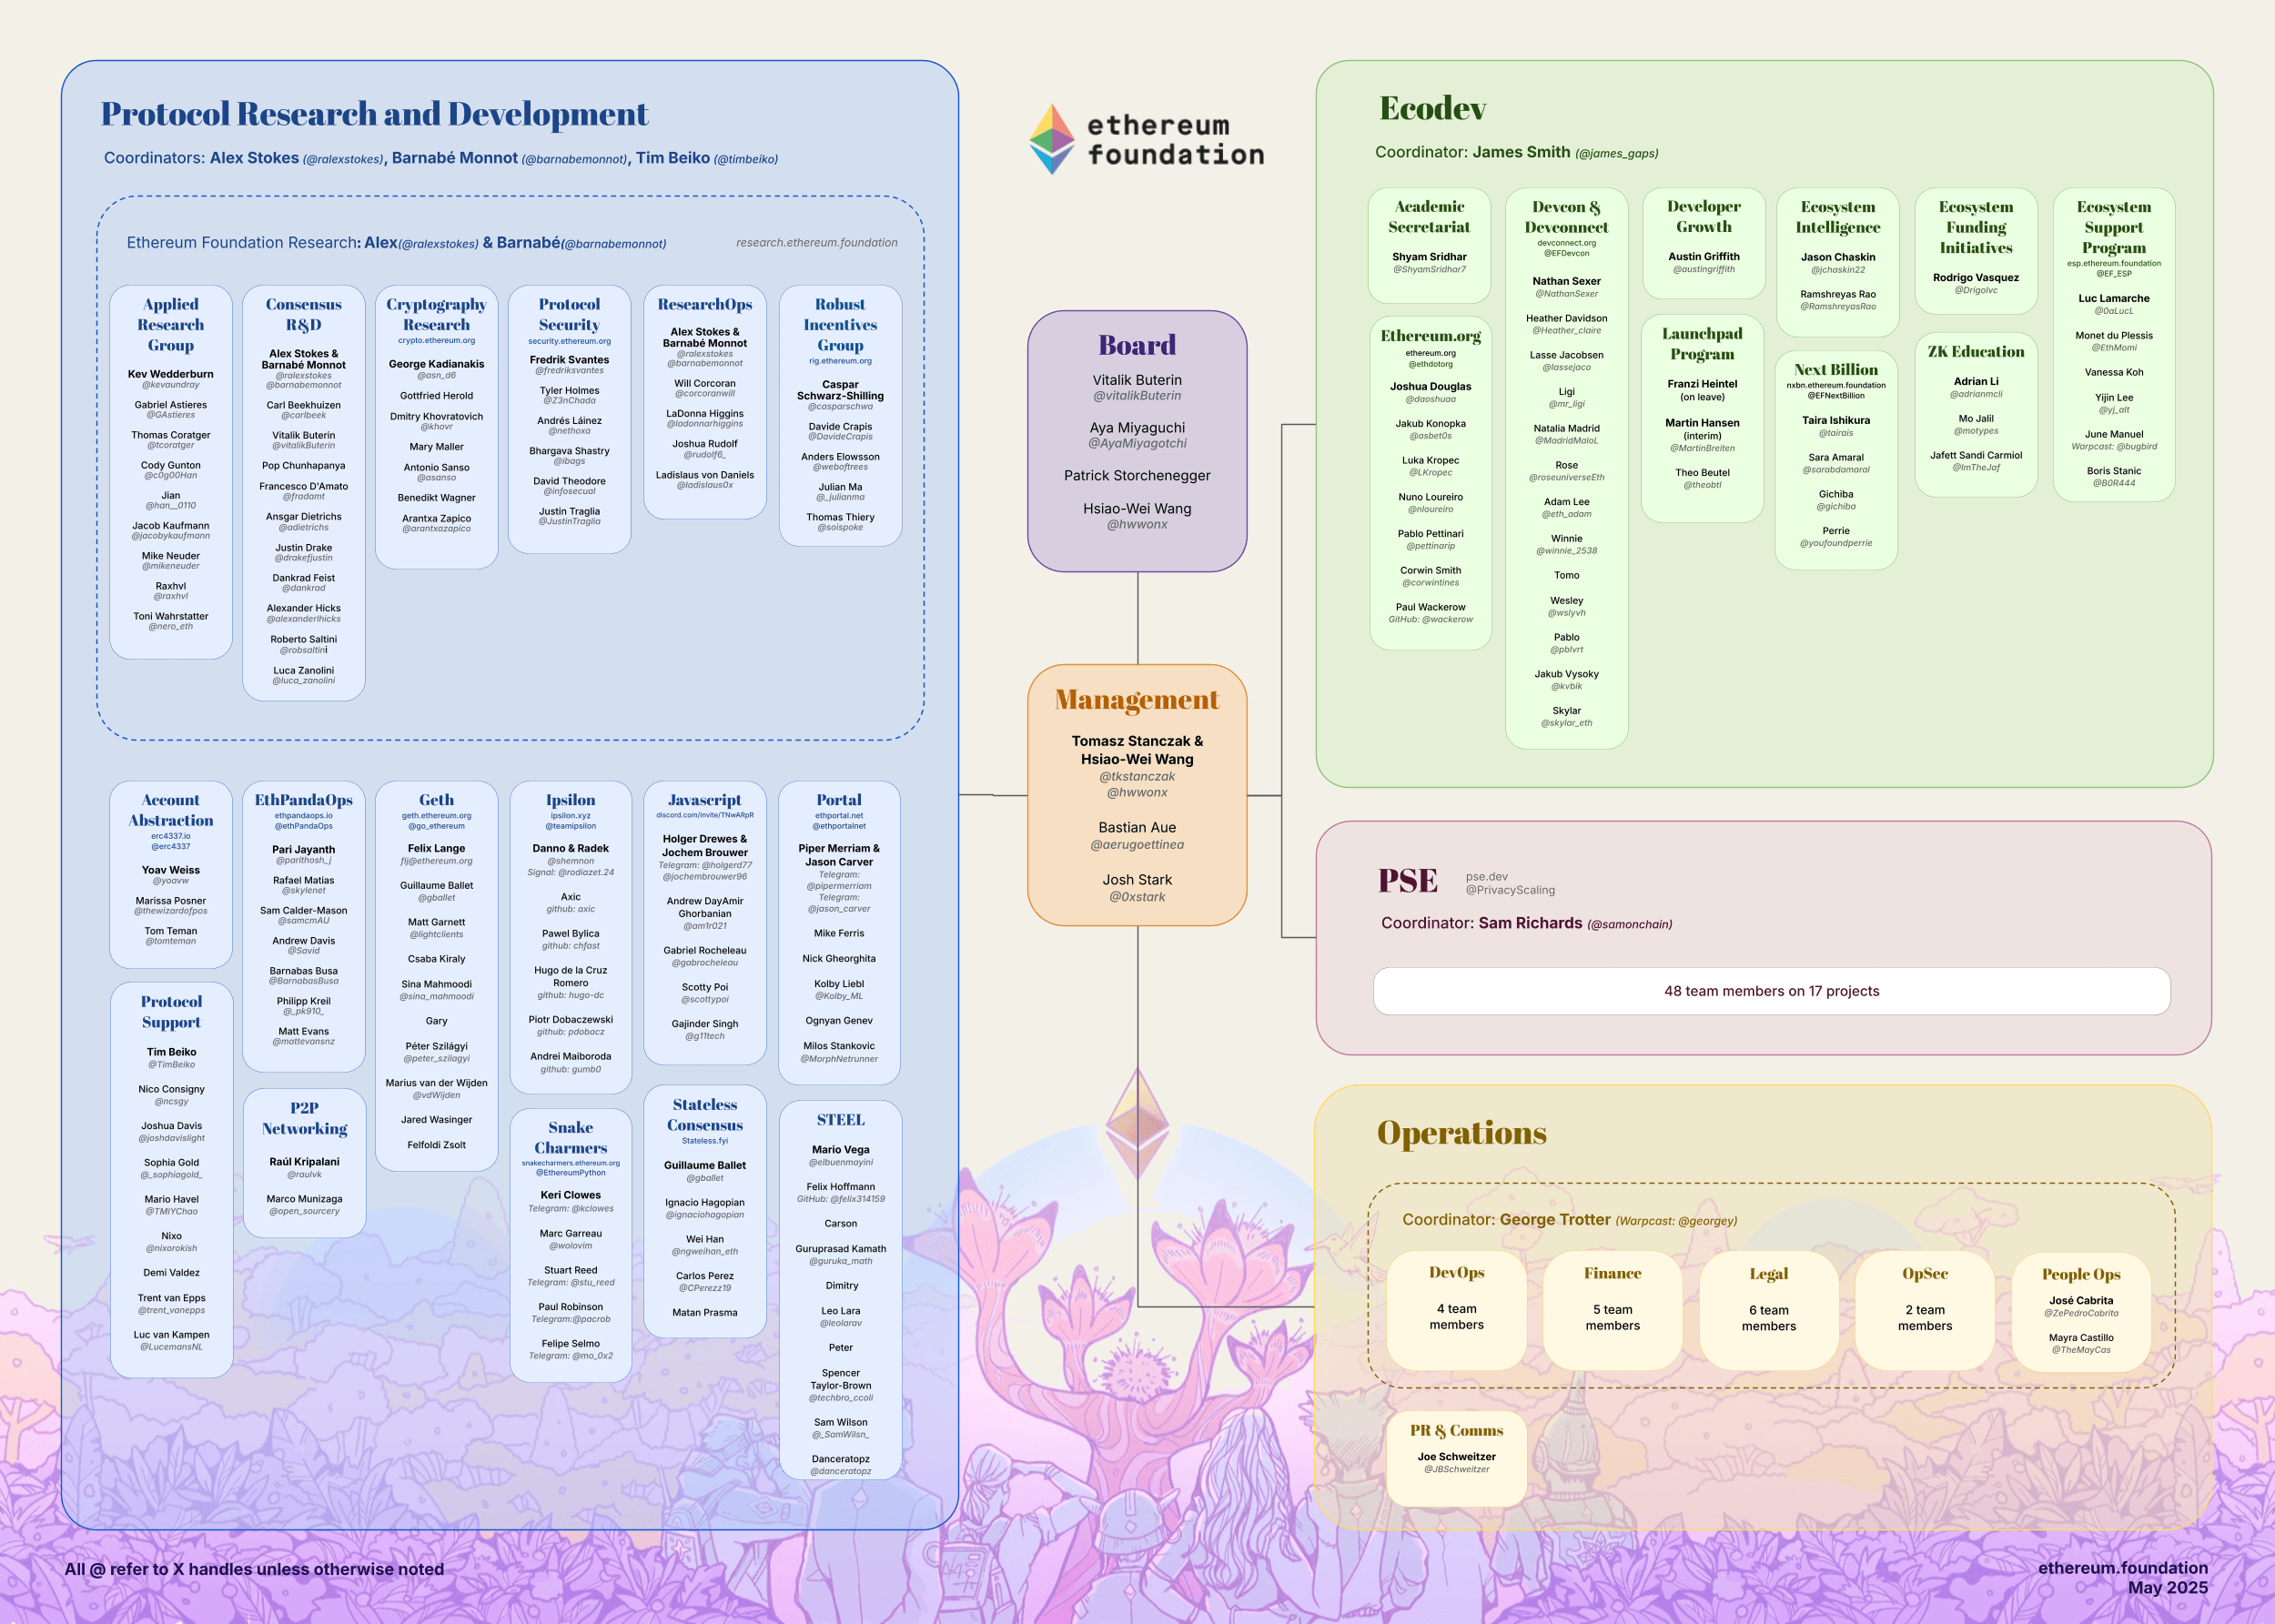 Protocol Research and Development
Coordinators: Alex Stokes (@ralexstokes), Barnabé Monnot (@barnabemonnot), Tim Beiko (@timbeiko)
Ethereum Foundation Research: Alex(@ralexstokes) & Barnabé(@barnabemonnot)
research.ethereum.foundation
Applied
Research
Group
Kev Wedderburn
@kevaundray
Gabriel Astieres
@GAstieres
Thomas Coratger
@tcoratger
Cody Gunton
@c0g00Han
Jian
@han__0110
Jacob Kaufmann
@jacobykaufmann
Mike Neuder
@mikeneuder
Raxhvl
@raxhvl
Toni Wahrstatter
@nero_eth
Consensus
R&D
Alex Stokes &
Barnabé Monnot
@ralexstokes
@barnabemonnot
Carl Beekhuizen
@carlbeek
Vitalik Buterin
@vitalikButerin
Pop Chunhapanya
Francesco D'Amato
@fradamt
Ansgar Dietrichs
@adietrichs
Justin Drake
@drakefjustin
Dankrad Feist
@dankrad
Alexander Hicks
@alexanderlhicks
Roberto Saltini
@robsaltini
Luca Zanolini
@luca_zanolini
Cryptography
Research
crypto.ethereum.org
George Kadianakis
@asn_d6
Gottfried Herold
Dmitry Khovratovich
@khovr
Mary Maller
Antonio Sanso
@asanso
Benedikt Wagner
Arantxa Zapico
@arantxazapico
Protocol
Security
security.ethereum.org
Fredrik Svantes
@fredriksvantes
Tyler Holmes
@Z3nChada
Andrés Láinez
@nethoxa
Bhargava Shastry
@ibags
David Theodore
@infosecual
Justin Traglia
@JustinTraglia
ResearchOps
Alex Stokes &
Barnabé Monnot
@ralexstokes
@barnabemonnot
Will Corcoran
@corcoranwill
LaDonna Higgins
@ladonnarhiggins
Joshua Rudolf
@rudolf6_
Ladislaus von Daniels
@ladislaus0x
Robust
Incentives
Group
rig.ethereum.org
Caspar
Schwarz-Shilling
@casparschwa
Davide Crapis
@DavideCrapis
Anders Elowsson
@weboftrees
Julian Ma
@_julianma
Thomas Thiery
@soispoke
Account
Abstraction
erc4337.io
@erc4337
Yoav Weiss
@yoavw
Marissa Posner
@thewizardofpos
Tom Teman
@tomteman
Protocol
Support
Tim Beiko
@TimBeiko
Nico Consigny
@ncsgy
Joshua Davis
@joshdavislight
Sophia Gold
@_sophiagold_
Mario Havel
@TMIYChao
Nixo
@nixorokish
Demi Valdez
Trent van Epps
@trent_vanepps
Luc van Kampen
@LucemansNL
EthPandaOps
ethpandaops.io
@ethPandaOps
Pari Jayanth
@parithosh_j
Rafael Matias
@skylenet
Sam Calder-Mason
@samcmAU
Andrew Davis
@Savid
Barnabas Busa
@BarnabasBusa
Philipp Kreil
@_pk910_
Matt Evans
@mattevansnz
P2P
Networking
Raúl Kripalani
@raulvk
Marco Munizaga
@open_sourcery
Geth
geth.ethereum.org
@go_ethereum
Felix Lange
flj@ethereum.org
Guillaume Ballet
@gballet
Matt Garnett
@lightclients
Csaba Kiraly
Sina Mahmoodi
@sina_mahmoodi
Gary
Péter Szilágyi
@peter_szilagyi
Marius van der Wijden
@vdWijden
Jared Wasinger
Felfoldi Zsolt
Ipsilon
ipsilon.xyz
@teamipsilon
Danno & Radek
@shemnon
Signal: @rodiazet.24
Axic
github: axic
Pawel Bylica
github: chfast
Hugo de la Cruz
Romero
github: hugo-dc
Piotr Dobaczewski
github: pdobacz
Andrei Maiboroda
github: gumb0
Snake
Charmers
snakecharmers.ethereum.org
@EthereumPython
Keri Clowes
Telegram: @kclowes
Marc Garreau
@wolovim
Stuart Reed
Telegram: @stu_reed
Paul Robinson
Telegram:@pacrob
Felipe Selmo
Telegram: @mo_0x2
Javascript
discord.com/invite/TNwARpR
Holger Drewes &
Jochem Brouwer
Telegram: @holgerd77
@jochembrouwer96
Andrew DayAmir
Ghorbanian
@am1r021
Gabriel Rocheleau
@gabrocheleau
Scotty Poi
@scottypoi
Gajinder Singh
@g11tech
Stateless
Consensus
Stateless.fyi
Guillaume Ballet
@gballet
Ignacio Hagopian
@ignaciohagopian
Wei Han
@ngweihan_eth
Carlos Perez
@CPerezz19
Matan Prasma
Portal
ethportal.net
@ethportalnet
Piper Merriam &
Jason Carver
Telegram:
@pipermerriam
Telegram:
@jason_carver
Mike Ferris
Nick Gheorghita
Kolby Liebl
@Kolby_ML
Ognyan Genev
Milos Stankovic
@MorphNetrunner
STEEL
Mario Vega
@elbuenmayini
Felix Hoffmann
GitHub: @felix314159
Carson
Guruprasad Kamath
@guruka_math
Dimitry
Leo Lara
@leolarav
Peter
Spencer
Taylor-Brown
@techbro_ccoli
Sam Wilson
@_SamWilsn_
Danceratopz
@danceratopz
ethereum
foundation
Board
Vitalik Buterin
@vitalikButerin
Aya Miyaguchi
@AyaMiyagotchi
Patrick Storchenegger
Hsiao-Wei Wang
@hwwonx
Management
Tomasz Stanczak &
Hsiao-Wei Wang
@tkstanczak
@hwwonx
Bastian Aue
@aerugoettinea
Josh Stark
@0xstark
Ecodev
Coordinator: James Smith (@james_gaps)
Academic
Secretariat
Shyam Sridhar
@ShyamSridhar7
Ethereum.org
ethereum.org
@ethdotorg
Joshua Douglas
@daoshuaa
Jakub Konopka
@asbet0s
Luka Kropec
@LKropec
Nuno Loureiro
@nloureiro
Pablo Pettinari
@pettinarip
Corwin Smith
@corwintines
Paul Wackerow
GitHub: @wackerow
Devcon &
Devconnect
devconnect.org
@EFDevcon
Nathan Sexer
@NathanSexer
Heather Davidson
@Heather_claire
Lasse Jacobsen
@lassejaco
Ligi
@mr_ligi
Natalia Madrid
@MadridMaloL
Rose
@roseuniverseEth
Adam Lee
@eth_adam
Winnie
@winnie_2538
Tomo
Wesley
@wslyvh
Pablo
@pblvrt
Jakub Vysoky
@kvbik
Skylar
@skylar_eth
Developer
Growth
Austin Griffith
@austingriffith
Launchpad
Program
Franzi Heintel
(on leave)
Martin Hansen
(interim)
@MartinBreiten
Theo Beutel
@theobtl
Ecosystem
Intelligence
Jason Chaskin
@jchaskin22
Ramshreyas Rao
@RamshreyasRao
Next Billion
nxbn.ethereum.foundation
@EFNextBillion
Taira Ishikura
@tairais
Sara Amaral
@sarabdamaral
Gichiba
@gichiba
Perrie
@youfoundperrie
Ecosystem
Funding
Initiatives
Rodrigo Vasquez
@Drigolvc
ZK Education
Adrian Li
@adrianmcli
Mo Jalil
@motypes
Jafett Sandi Carmiol
@ImTheJaf
Ecosystem
Support
Program
esp.ethereum.foundation
@EF_ESP
Luc Lamarche
@0aLucL
Monet du Plessis
@EthMomi
Vanessa Koh
Yijin Lee
@yj_alt
June Manuel
Warpcast: @bugbird
Boris Stanic
@B0R444
PSE
pse.dev
@PrivacyScaling
Coordinator: Sam Richards (@samonchain)
48 team members on 17 projects
Operations
Coordinator: George Trotter (Warpcast: @georgey)
DevOps
4 team
members
Finance
5 team
members
Legal
6 team
members
OpSec
2 team
members
People Ops
José Cabrita
@ZePedroCabrita
Mayra Castillo
@TheMayCas
PR & Comms
Joe Schweitzer
@JBSchweitzer
All @ refer to X handles unless otherwise noted
ethereum.foundation
May 2025